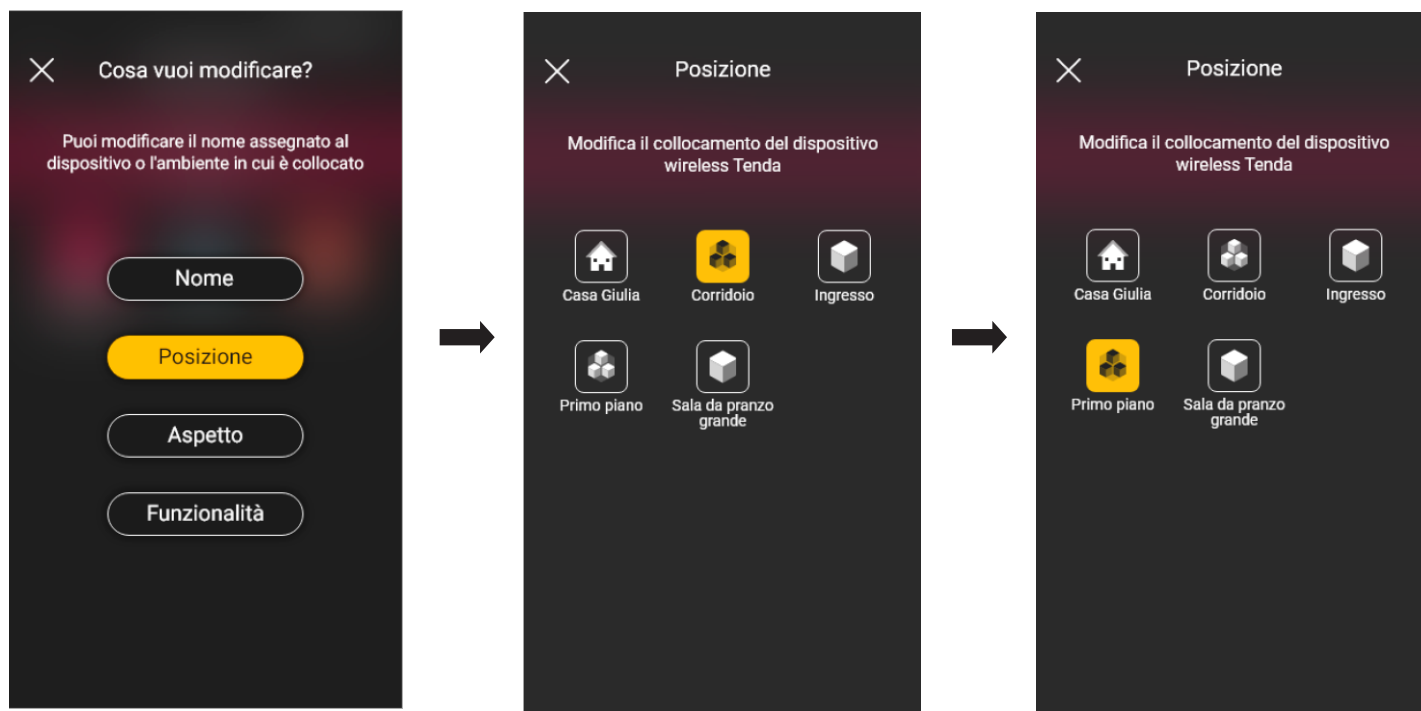 Cosa vuoi modificare?
Puoi modificare il nome assegnato al
dispositivo o l'ambiente in cui è collocato
Nome
Posizione
Aspetto
Funzionalità
Posizione
Modifica il collocamento del dispositivo
wireless Tenda
Casa Giulia
Corridoio
Ingresso
Primo piano
Sala da pranzo
grande
Posizione
Modifica il collocamento del dispositivo
wireless Tenda
Casa Giulia
Corridoio
Ingresso
Primo piano
Sala da pranzo
grande